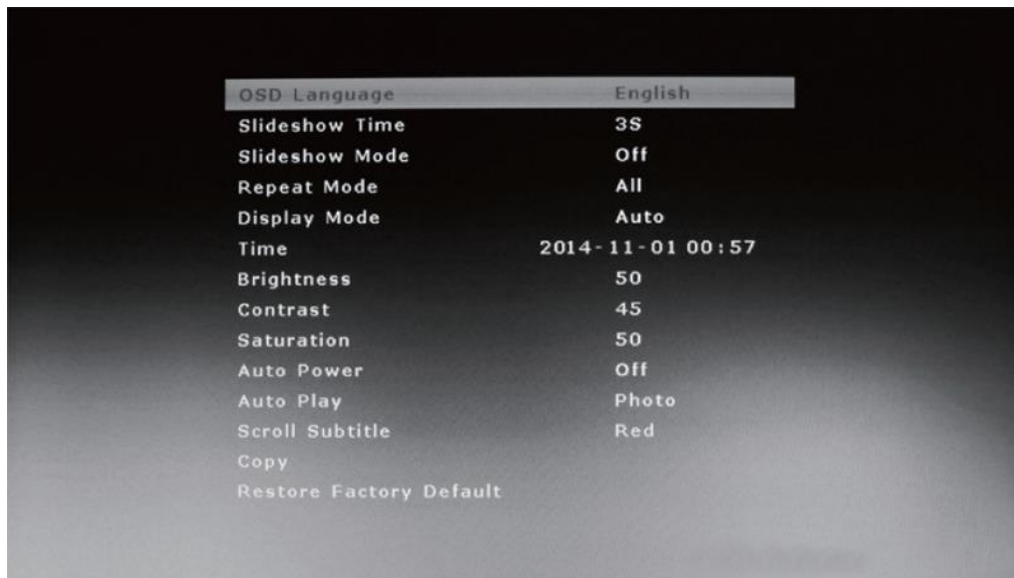 OSD Language English
Slideshow Time 3S
Slideshow Mode Off
Repeat Mode All
Display Mode Auto
Time 2014-11-01 00:57
Brightness 50
Contrast 45
Saturation 50
Auto Power Off
Auto Play Photo
Scroll Subtitle Red
Copy
Restore Factory Default